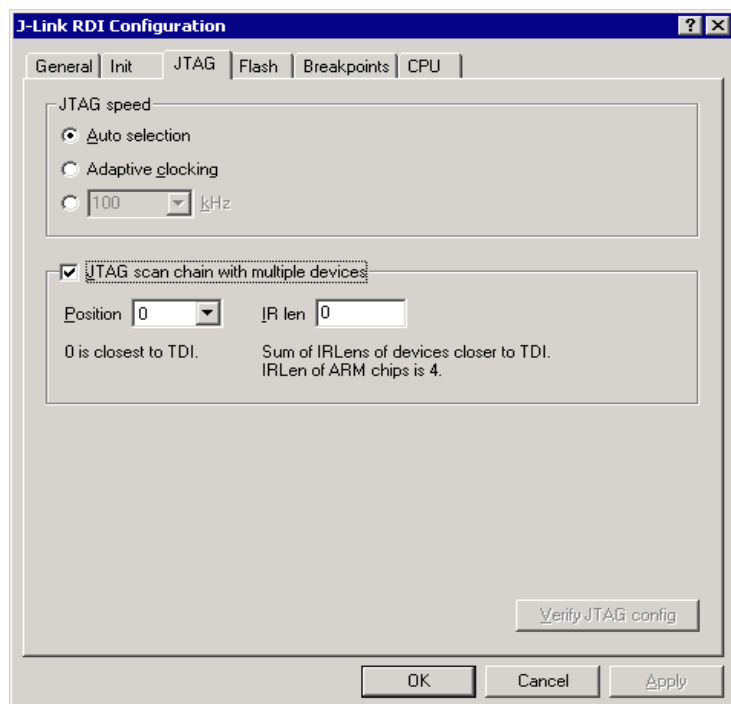 J-Link RDI Configuration
General Init JTAG Flash Breakpoints CPU
JTAG speed
Auto selection
Adaptive clocking
100 kHz
JTAG scan chain with multiple devices
Position 0 IR len 0
0 is closest to TDI. Sum of IRLens of devices closer to TDI.
IRLen of ARM chips is 4.
Verify JTAG config
OK Cancel Apply